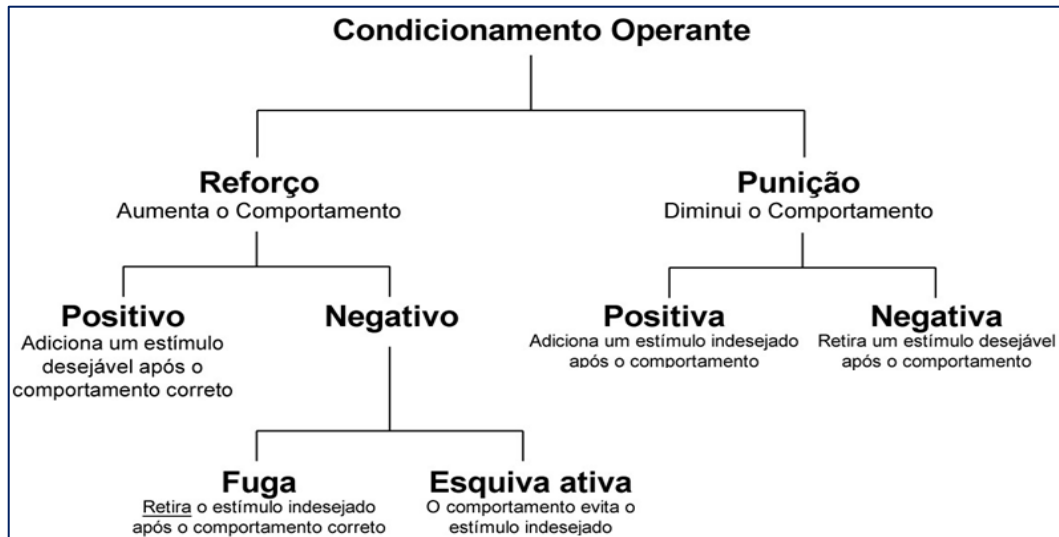 Condicionamento Operante
Reforço
Aumenta o Comportamento
Punição
Diminui o Comportamento
Positivo
Adiciona um estímulo
desejável após o
comportamento correto
Negativo
Positiva
Adiciona um estímulo indesejado
após o comportamento
Negativa
Retira um estímulo desejável
após o comportamento
Fuga
Retira o estímulo indesejado
após o comportamento correto
Esquiva ativa
O comportamento evita o
estímulo indesejado